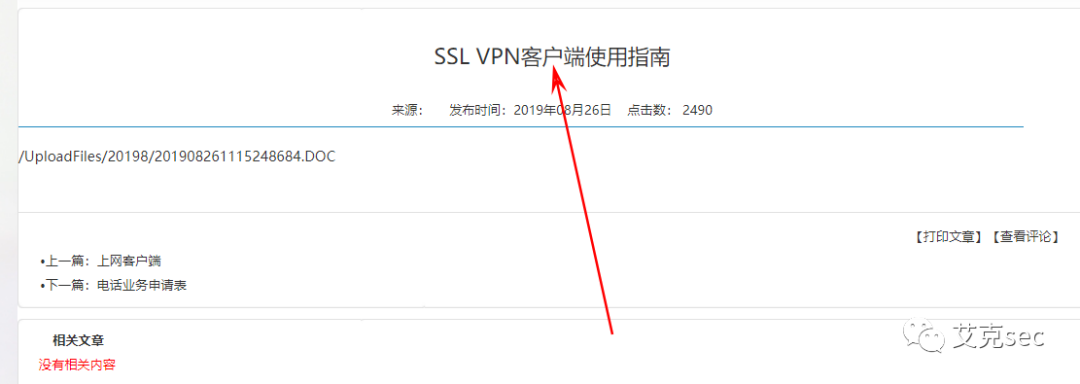 SSL VPN客户端使用指南
来源： 发布时间：2019年08月26日 点击数： 2490
/UploadFiles/20198/201908261115248684.DOC
【打印文章】【查看评论】
•上一篇：上网客户端
•下一篇：电话业务申请表
相关文章
没有相关内容
艾克sec